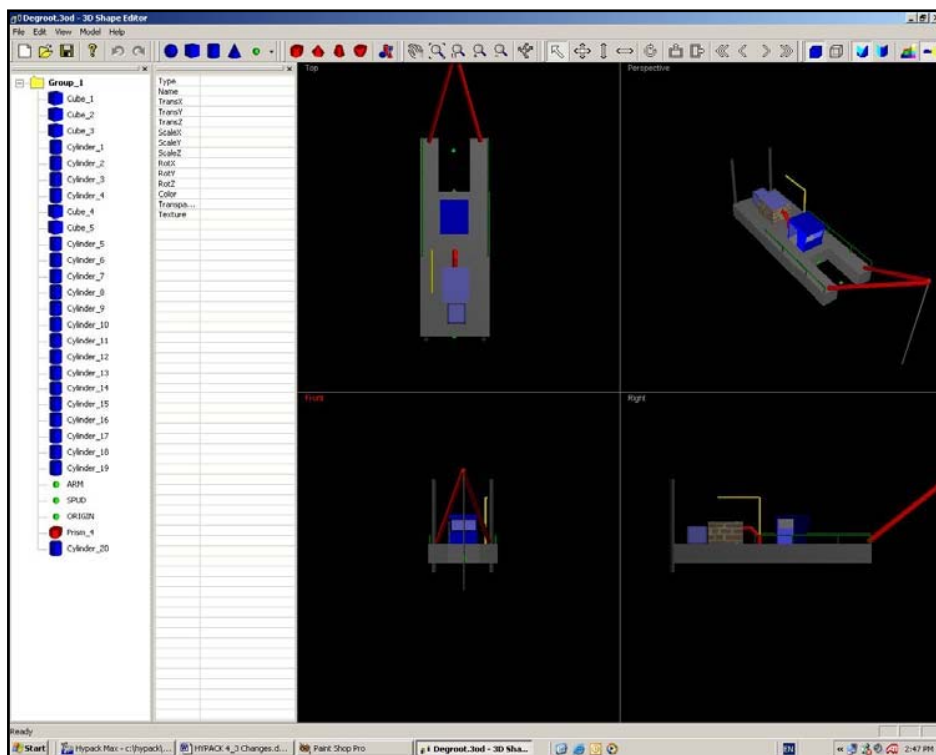 Degroot.3od - 3D Shape Editor
File Edit View Model Help
Group_1
Cube_1
Cube_2
Cube_3
Cylinder_1
Cylinder_2
Cylinder_3
Cylinder_4
Cube_4
Cube_5
Cylinder_5
Cylinder_6
Cylinder_7
Cylinder_8
Cylinder_9
Cylinder_10
Cylinder_11
Cylinder_12
Cylinder_13
Cylinder_14
Cylinder_15
Cylinder_16
Cylinder_17
Cylinder_18
Cylinder_19
ARM
SPUD
ORIGIN
Prism_4
Cylinder_20
Type
Name
TransX
TransY
TransZ
ScaleX
ScaleY
ScaleZ
RotX
RotY
RotZ
Color
Transpa...
Texture
Top
Perspective
Front
Right
Ready
Start
Hypack Max - c:\hypack\...
HYPACK 4_3 Changes.d...
Paint Shop Pro
Degroot.3od - 3D Sha...
EN
2:47 PM